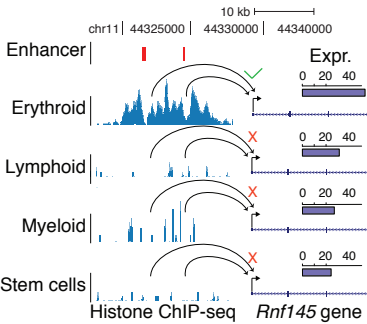 10 kb
chr11 44325000 44330000 44340000
Enhancer
Expr.
0 20 40
Erythroid
X
0 20 40
Lymphoid
X
0 20 40
Myeloid
X
0 20 40
Stem cells
Histone ChIP-seq Rnf145 gene